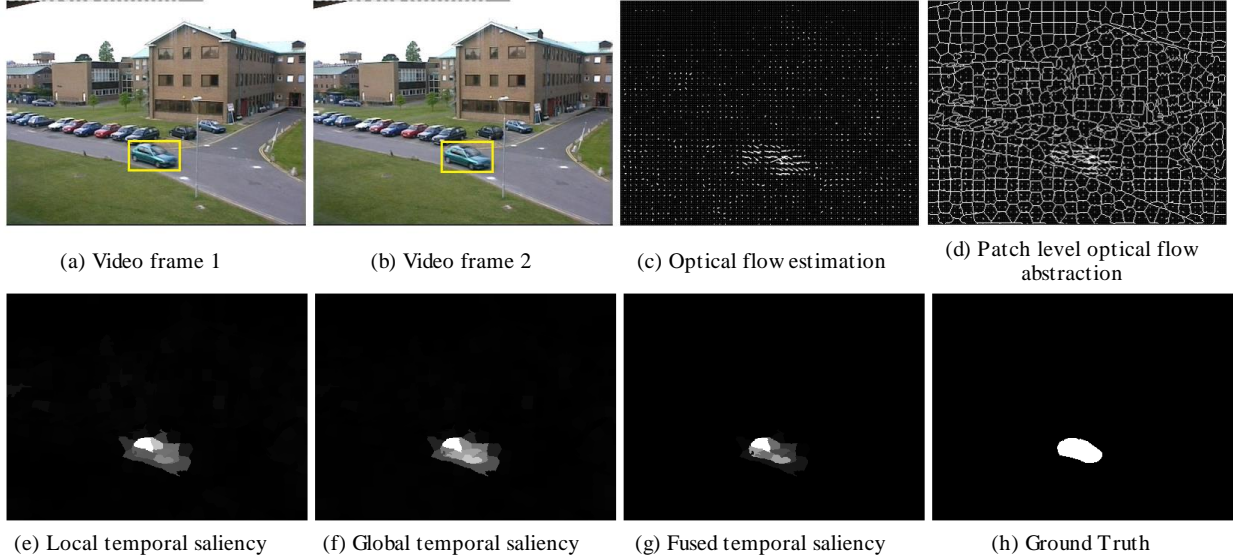 (a) Video frame 1
(b) Video frame 2
(c) Optical flow estimation
(d) Patch level optical flow
abstraction
(e) Local temporal saliency
(f) Global temporal saliency
(g) Fused temporal saliency
(h) Ground Truth